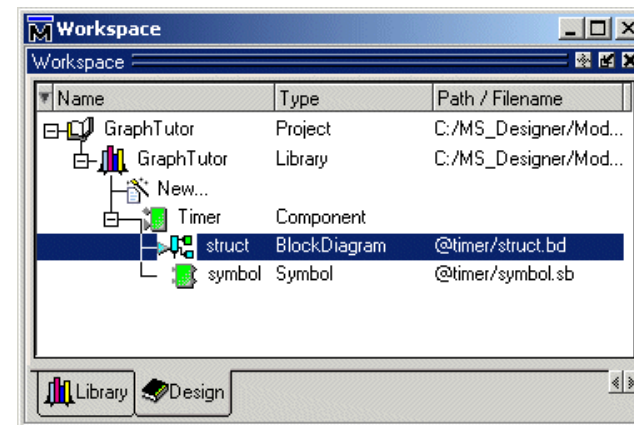 Workspace
Workspace
Name Type Path / Filename
GraphTutor Project C:/MS_Designer/Mod...
GraphTutor Library C:/MS_Designer/Mod...
New...
Timer Component
struct BlockDiagram @timer/struct.bd
symbol Symbol @timer/symbol.sb
Library Design